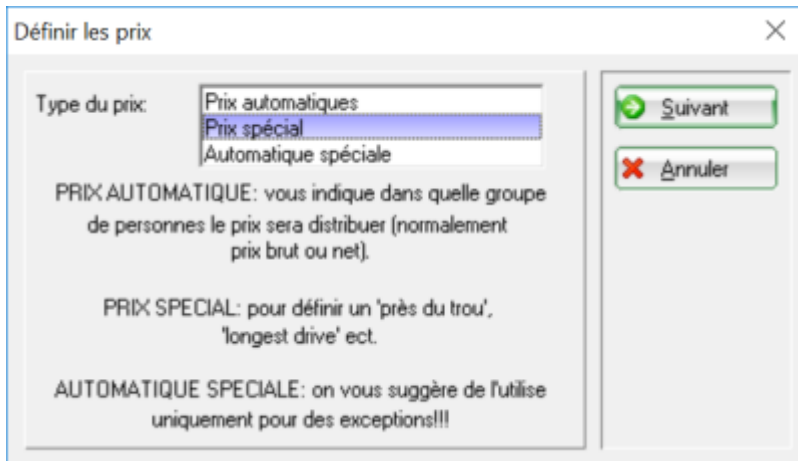 Définir les prix
Type du prix:
Prix automatiques
Prix spécial
Automatique spéciale
Suivant
Annuler
PRIX AUTOMATIQUE: vous indique dans quelle groupe
de personnes le prix sera distribuer (normalement
prix brut ou net).
PRIX SPECIAL: pour définir un 'près du trou',
'longest drive' ect.
AUTOMATIQUE SPECIALE: on vous suggère de l'utilise
uniquement pour des exceptions!!!